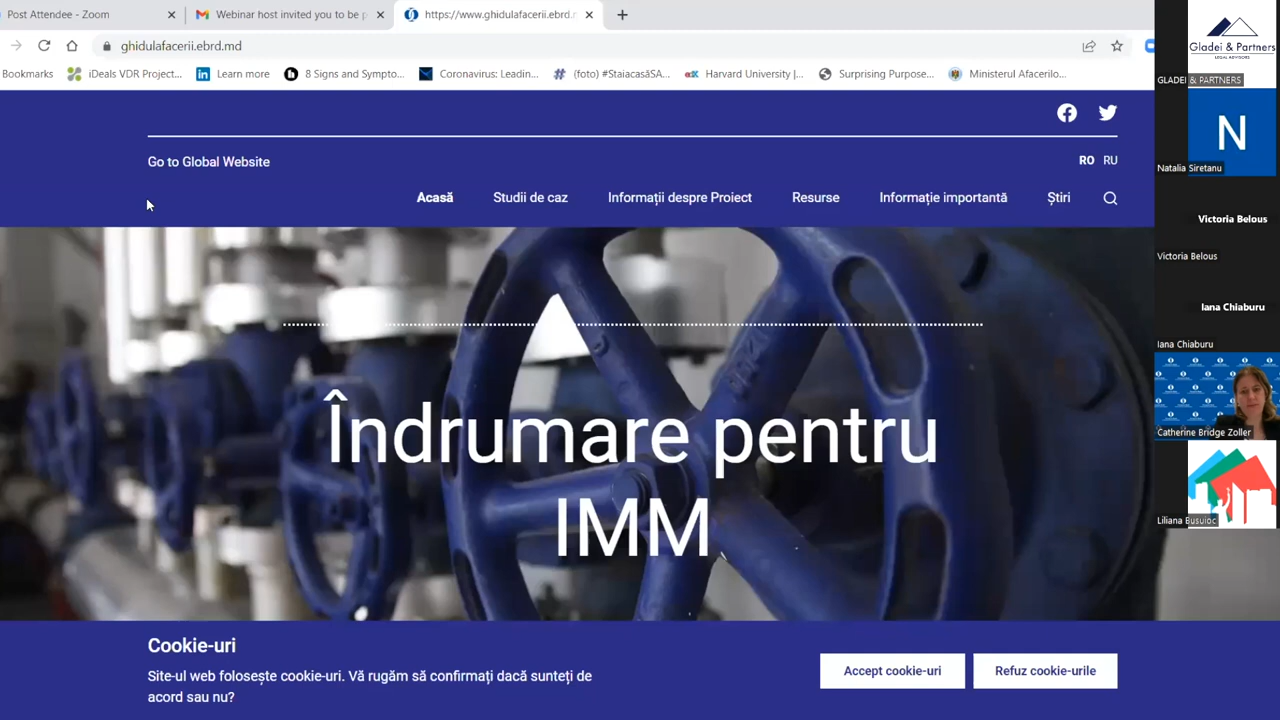 Post Attendee - Zoom
Webinar host invited you to be p
https://www.ghidulafacerii.ebrd.m
ghidulafacerii.ebrd.md
Bookmarks
iDeals VDR Project...
Learn more
8 Signs and Sympto...
Coronavirus: Leadin...
(foto) #StaiacasăSA...
Harvard University |...
Surprising Purpose...
Ministerul Afacerilo...
Go to Global Website
RO RU
Acasă
Studii de caz
Informații despre Proiect
Resurse
Informație importantă
Știri
Îndrumare pentru
IMM
Cookie-uri
Site-ul web folosește cookie-uri. Vă rugăm să confirmați dacă sunteți de
acord sau nu?
Accept cookie-uri
Refuz cookie-urile
Gladei & Partners
LEGAL ADVISORS
GLADEI & PARTNERS
N
Natalia Siretanu
Victoria Belous
Victoria Belous
Iana Chiaburu
Iana Chiaburu
Catherine Bridge Zoller
Liliana Busuioc